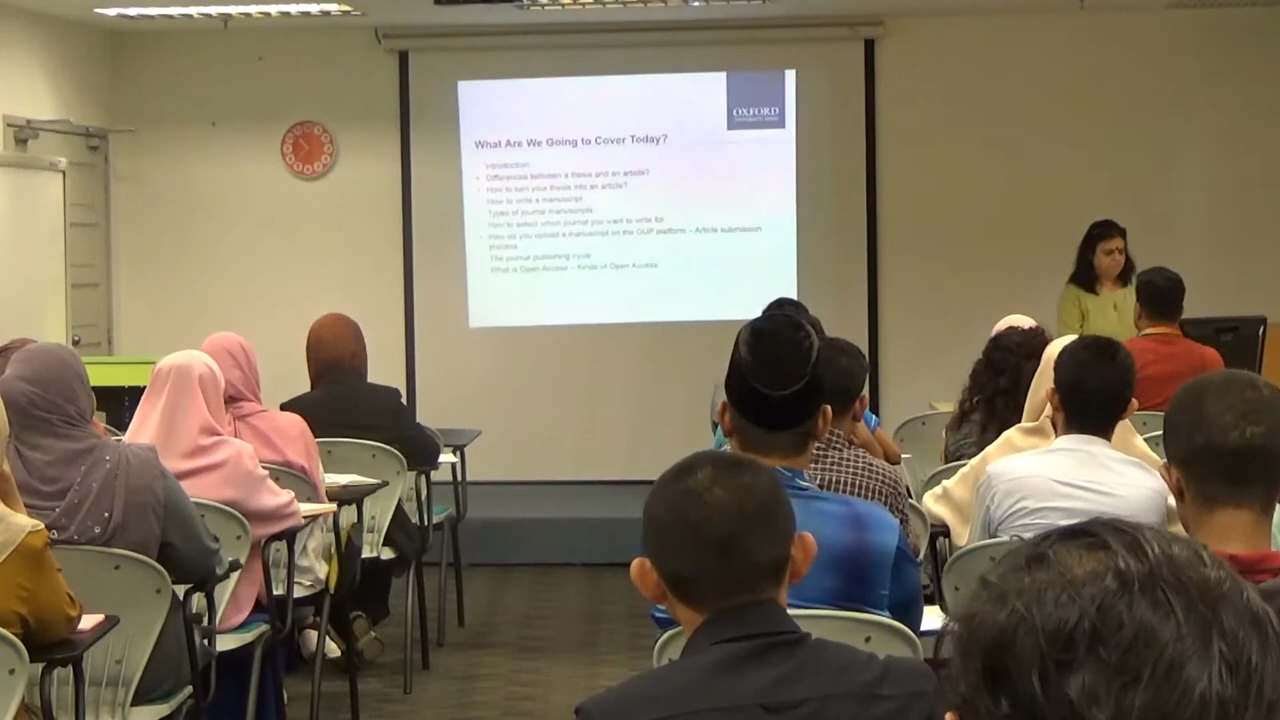 OXFORD
UNIVERSITY PRESS
What Are We Going to Cover Today?
Introduction
• Differences between a thesis and an article?
• How to turn your thesis into an article?
How to write a manuscript
Types of journal manuscripts
How to select which journal you want to write for
• How do you upload a manuscript on the OUP platform – Article submission
process
The journal publishing cycle
What is Open Access – Kinds of Open Access